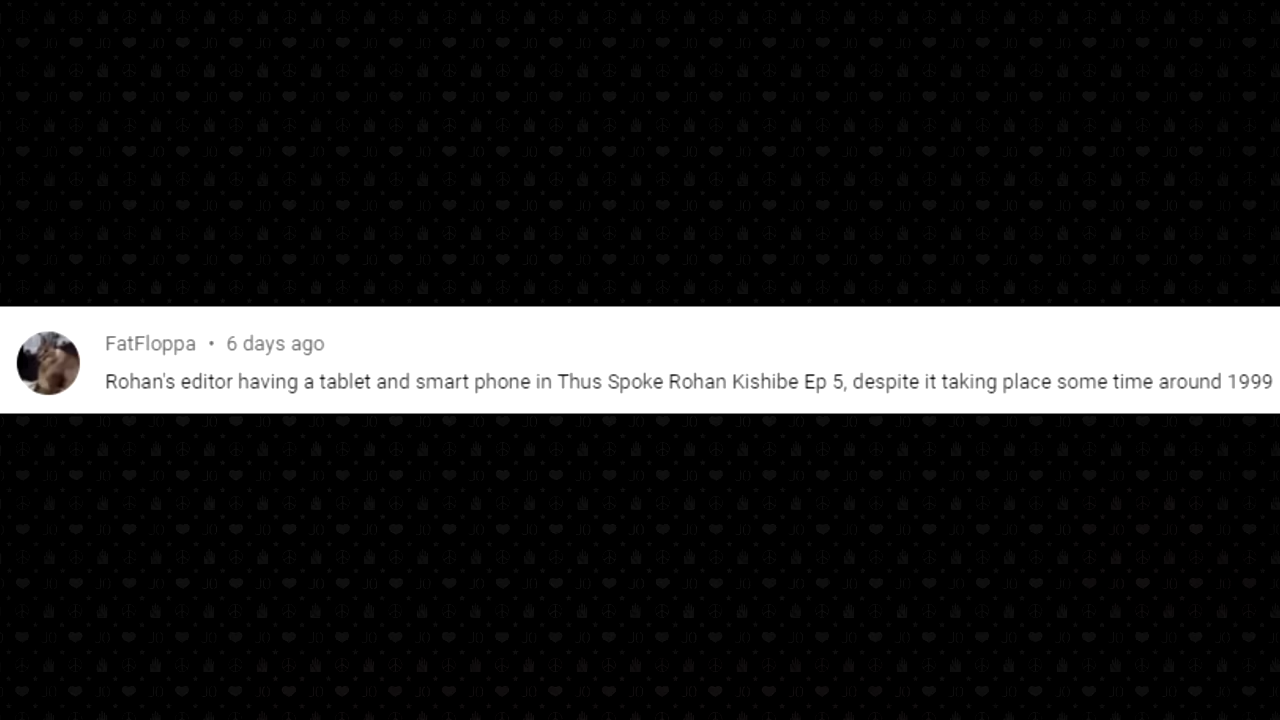 FatFloppa • 6 days ago
Rohan's editor having a tablet and smart phone in Thus Spoke Rohan Kishibe Ep 5, despite it taking place some time around 1999